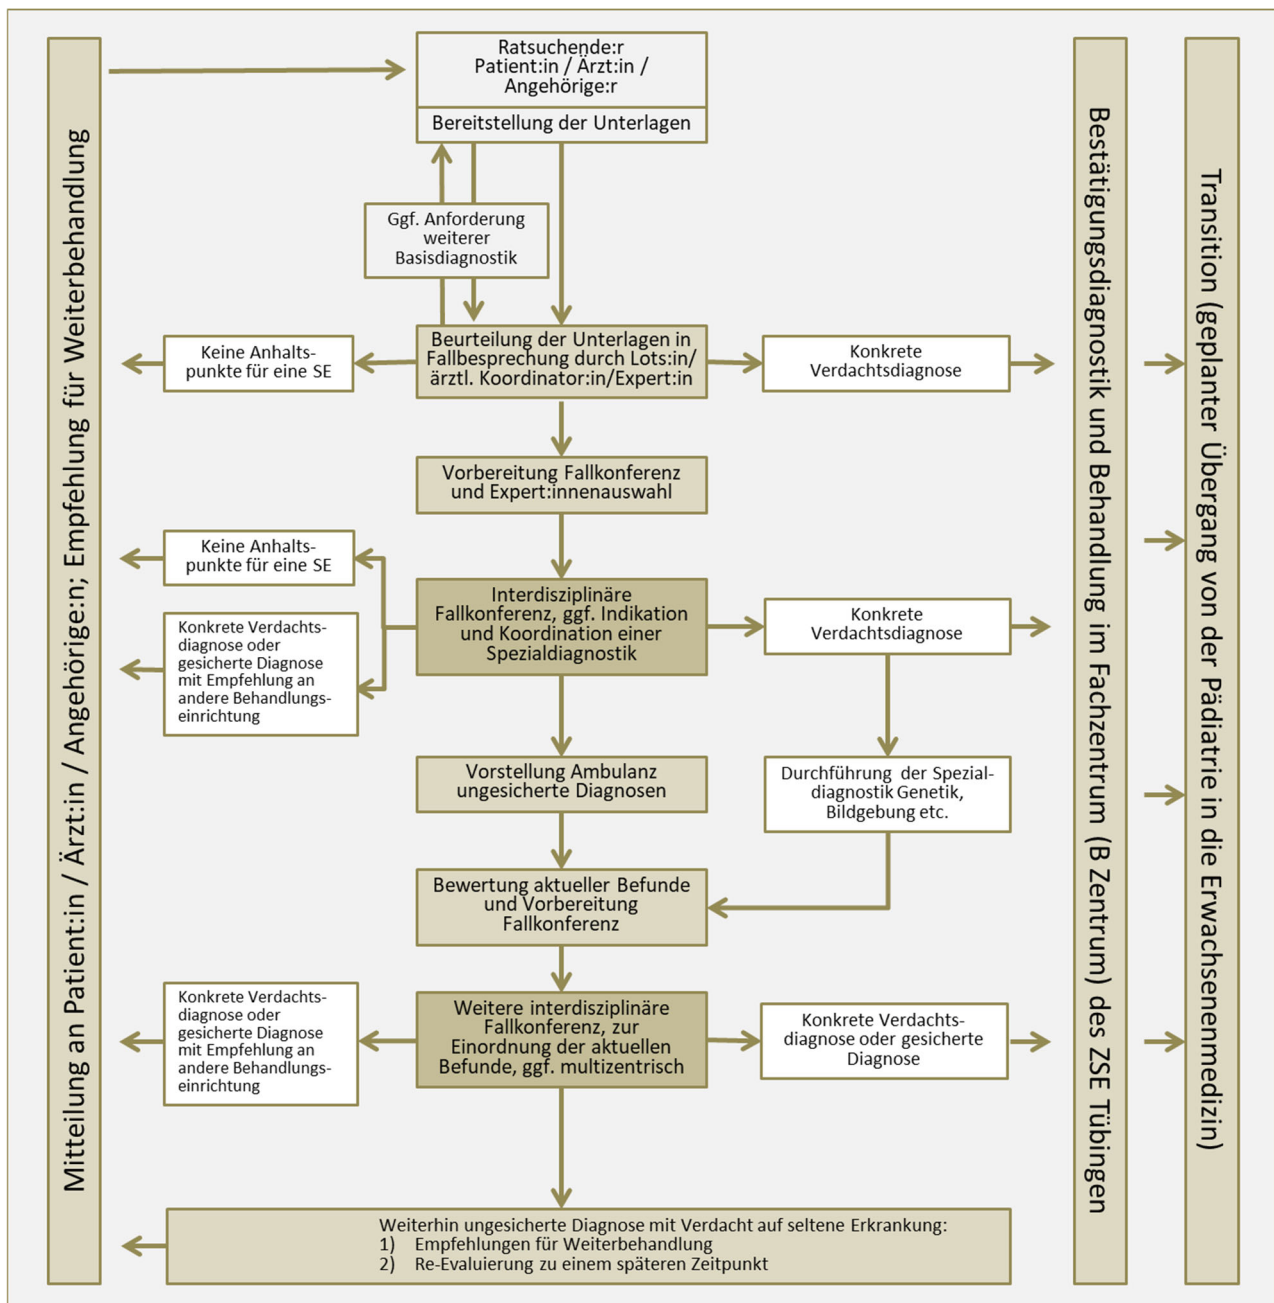 Mitteilung an Patient:in / Ärzt:in / Angehörige:n; Empfehlung für Weiterbehandlung
Ratsuchende:r
Patient:in / Ärzt:in /
Angehörige:r
Bereitstellung der Unterlagen
Ggf. Anforderung
weiterer
Basisdiagnostik
Keine Anhalts-
punkte für eine SE
Beurteilung der Unterlagen in
Fallbesprechung durch Lots:in/
ärztl. Koordinator:in/Expert:in
Konkrete
Verdachtsdiagnose
Vorbereitung Fallkonferenz
und Expert:innenauswahl
Keine Anhalts-
punkte für eine SE
Konkrete Verdachts-
diagnose oder
gesicherte Diagnose
mit Empfehlung an
andere Behandlungs-
einrichtung
Interdisziplinäre
Fallkonferenz, ggf. Indikation
und Koordination einer
Spezialdiagnostik
Konkrete
Verdachtsdiagnose
Vorstellung Ambulanz
ungesicherte Diagnosen
Durchführung der Spezial-
diagnostik Genetik,
Bildgebung etc.
Bewertung aktueller Befunde
und Vorbereitung
Fallkonferenz
Konkrete Verdachts-
diagnose oder
gesicherte Diagnose
mit Empfehlung an
andere Behandlungs-
einrichtung
Weitere interdisziplinäre
Fallkonferenz, zur
Einordnung der aktuellen
Befunde, ggf. multizentrisch
Konkrete Verdachts-
diagnose oder gesicherte
Diagnose
Weiterhin ungesicherte Diagnose mit Verdacht auf seltene Erkrankung:
1) Empfehlungen für Weiterbehandlung
2) Re-Evaluierung zu einem späteren Zeitpunkt
Bestätigungsdiagnostik und Behandlung im Fachzentrum (B Zentrum) des ZSE Tübingen
Transition (geplanter Übergang von der Pädiatrie in die Erwachsenenmedizin)